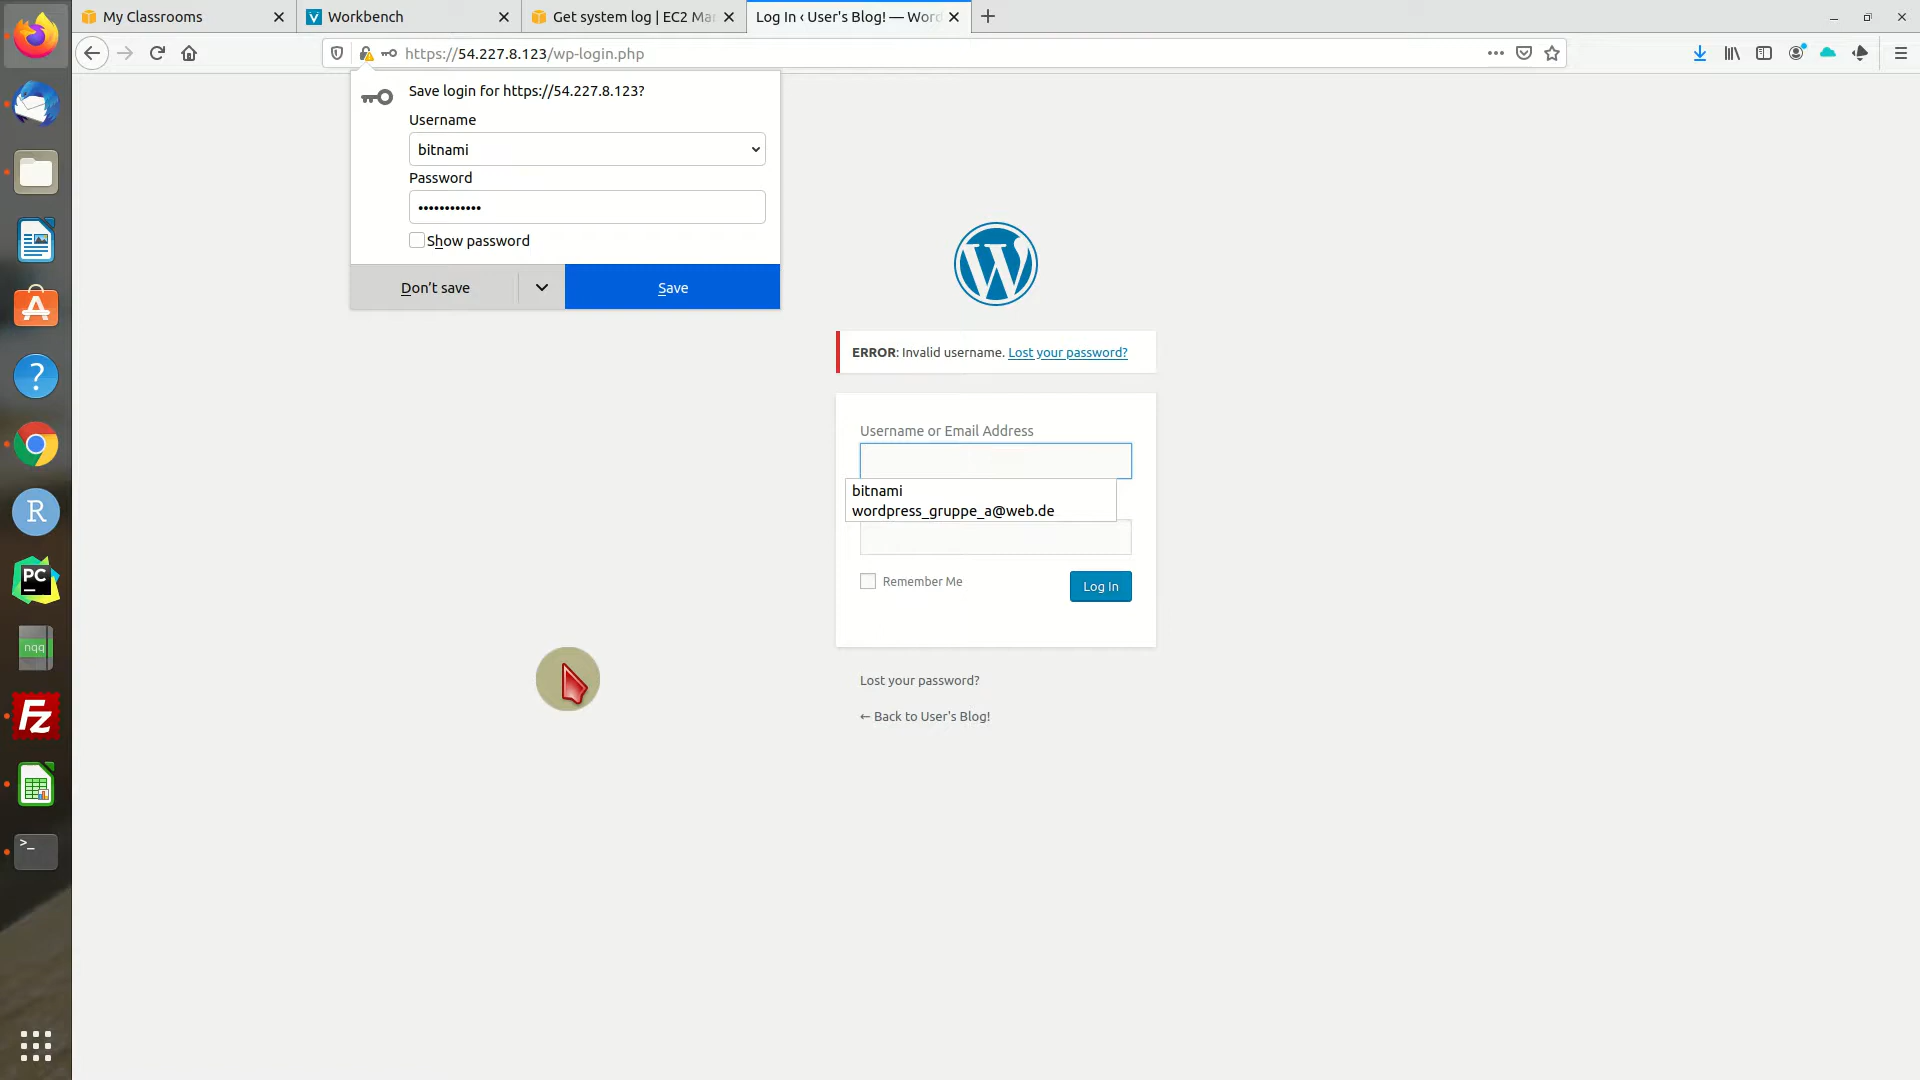 My Classrooms
Workbench
Get system log | EC2 Ma
Log In ‹ User's Blog! — Word
https://54.227.8.123/wp-login.php
Save login for https://54.227.8.123?
Username
bitnami
Password
••••••••••••
Show password
Don't save
Save
ERROR: Invalid username. Lost your password?
Username or Email Address
bitnami
wordpress_gruppe_a@web.de
Remember Me
Log In
Lost your password?
← Back to User's Blog!
A
?
R
PC
nqq
Fz
>_